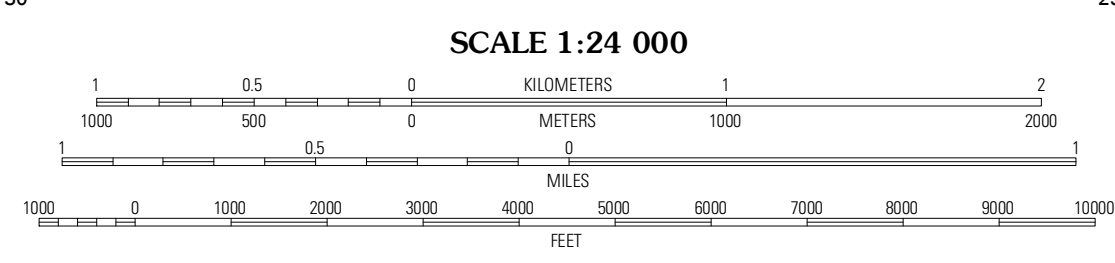 SCALE 1:24 000
1 0.5 0 KILOMETERS 1 2
1000 500 0 METERS 1000 2000
1 0.5 0 1
MILES
1000 0 1000 2000 3000 4000 5000 6000 7000 8000 9000 10000
FEET